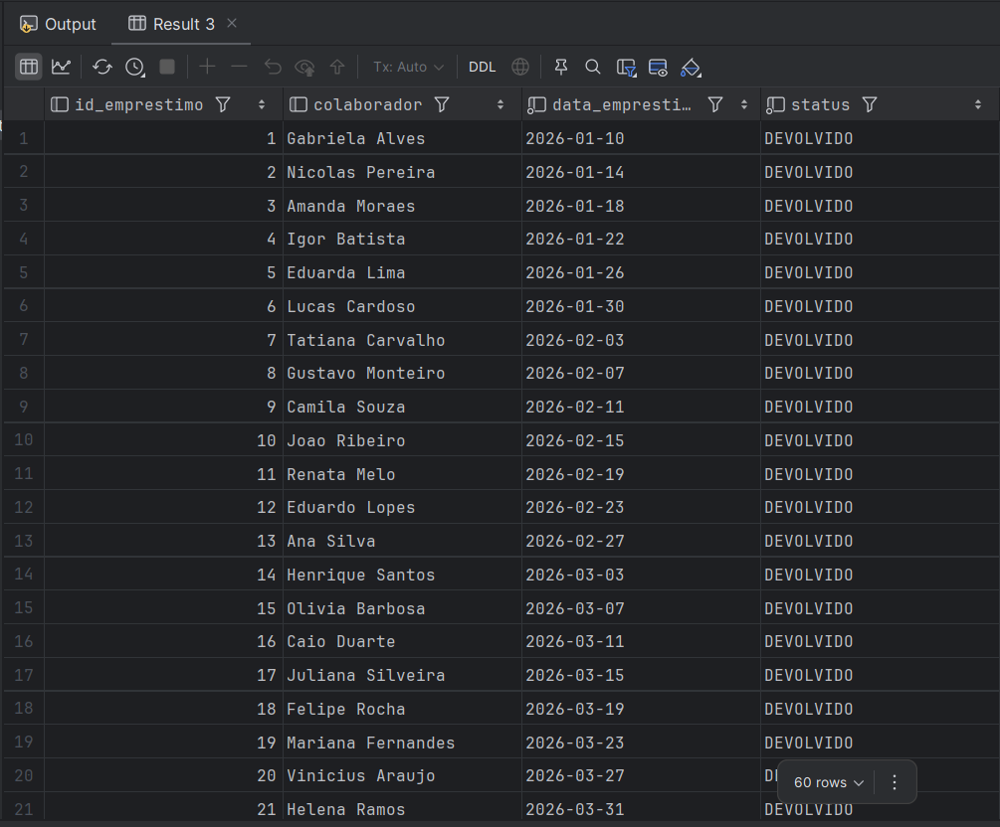 Output Result 3
Tx: Auto DDL
id_emprestimo colaborador data_empresti… status
1 1 Gabriela Alves 2026-01-10 DEVOLVIDO
2 2 Nicolas Pereira 2026-01-14 DEVOLVIDO
3 3 Amanda Moraes 2026-01-18 DEVOLVIDO
4 4 Igor Batista 2026-01-22 DEVOLVIDO
5 5 Eduarda Lima 2026-01-26 DEVOLVIDO
6 6 Lucas Cardoso 2026-01-30 DEVOLVIDO
7 7 Tatiana Carvalho 2026-02-03 DEVOLVIDO
8 8 Gustavo Monteiro 2026-02-07 DEVOLVIDO
9 9 Camila Souza 2026-02-11 DEVOLVIDO
10 10 Joao Ribeiro 2026-02-15 DEVOLVIDO
11 11 Renata Melo 2026-02-19 DEVOLVIDO
12 12 Eduardo Lopes 2026-02-23 DEVOLVIDO
13 13 Ana Silva 2026-02-27 DEVOLVIDO
14 14 Henrique Santos 2026-03-03 DEVOLVIDO
15 15 Olivia Barbosa 2026-03-07 DEVOLVIDO
16 16 Caio Duarte 2026-03-11 DEVOLVIDO
17 17 Juliana Silveira 2026-03-15 DEVOLVIDO
18 18 Felipe Rocha 2026-03-19 DEVOLVIDO
19 19 Mariana Fernandes 2026-03-23 DEVOLVIDO
20 20 Vinicius Araujo 2026-03-27
60 rows
21 21 Helena Ramos 2026-03-31 DEVOLVIDO